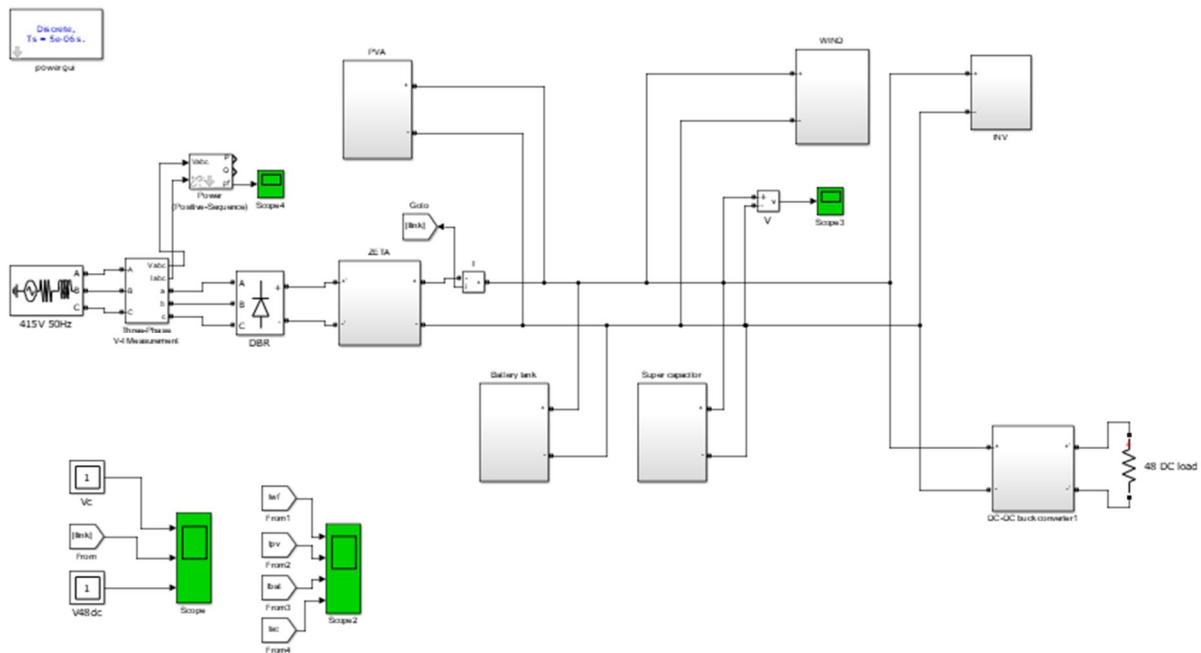 Discrete,
Ts = 5e-06 s.
powergui
PVA
WIND
INV
Vabc
P
Q
pf
Power
(Positive-Sequence)
Scope4
Goto
[Ilink]
V
Scope3
ZETA
I
A
B
C
415V 50Hz
Vabc
Iabc
A
B
C
a
b
c
Three-Phase
V-I Measurement
A
B
C
DBR
Battery tank
Super capacitor
48 DC load
DC-DC buck converter1
1
Vc
[Ilink]
From
1
V48dc
Scope
From1
Ipv
From2
Ibat
From3
Isc
From4
Scope2